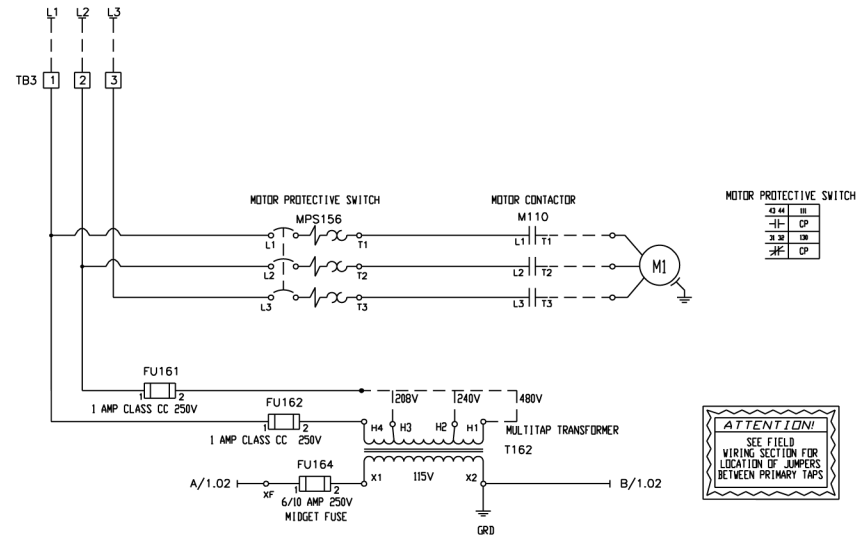 L1 L2 L3
TB3 1 2 3
MOTOR PROTECTIVE SWITCH
MPS156
MOTOR CONTACTOR
M110
L1 T1 L1 T1
L2 T2 L2 T2
L3 T3 L3 T3
M1
MOTOR PROTECTIVE SWITCH
43 44 111
CP
31 32 130
CP
FU161
1 2
1 AMP CLASS CC 250V
FU162
1 2
1 AMP CLASS CC 250V
208V 240V 480V
H4 H3 H2 H1
MULTITAP TRANSFORMER
T162
A/1.02
XF
FU164
1 2
6/10 AMP 250V
MIDGET FUSE
X1 115V X2
B/1.02
GRD
ATTENTION!
SEE FIELD
WIRING SECTION FOR
LOCATION OF JUMPERS
BETWEEN PRIMARY TAPS